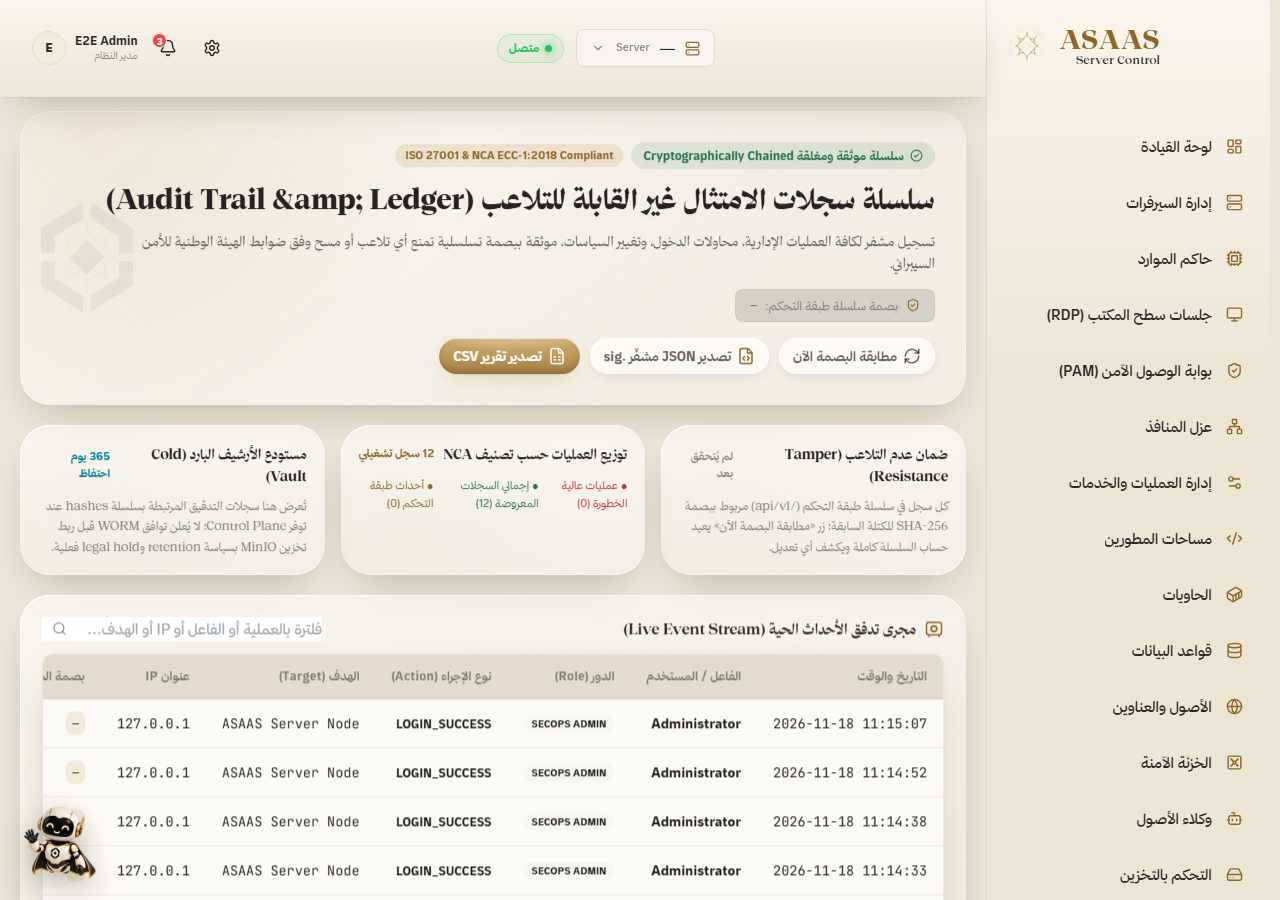 ASAAS
Server Control
لوحة القيادة
إدارة السيرفرات
حاكم الموارد
جلسات سطح المكتب (RDP)
بوابة الوصول الآمن (PAM)
عزل المنافذ
إدارة العمليات والخدمات
مساحات المطورين
الحاويات
قواعد البيانات
الأصول والعناوين
الخزنة الآمنة
وكلاء الأصول
التحكم بالتخزين
— Server
متصل
3
E2E Admin
مدير النظام
E
سلسلة موثقة ومغلقة Cryptographically Chained
ISO 27001 & NCA ECC-1:2018 Compliant
سلسلة سجلات الامتثال غير القابلة للتلاعب (Audit Trail &amp; Ledger)
تسجيل مشفر لكافة العمليات الإدارية، محاولات الدخول، وتغيير السياسات، موثقة ببصمة تسلسلية تمنع أي تلاعب أو مسح وفق ضوابط الهيئة الوطنية للأمن
السيبراني.
بصمة سلسلة طبقة التحكم: —
مطابقة البصمة الآن
تصدير JSON مشفّر .sig
تصدير تقرير CSV
ضمان عدم التلاعب (Tamper
Resistance)
لم يُتحقق
بعد
كل سجل في سلسلة طبقة التحكم (/api/v1) مربوط ببصمة
SHA-256 للكتلة السابقة؛ زر «مطابقة البصمة الآن» يعيد
حساب السلسلة كاملة ويكشف أي تعديل.
توزيع العمليات حسب تصنيف NCA
12 سجل تشغيلي
● عمليات عالية
الخطورة (0)
● إجمالي السجلات
المعروضة (12)
● أحداث طبقة
التحكم (0)
مستودع الأرشيف البارد (Cold
Vault)
365 يوم
احتفاظ
تُعرض هنا سجلات التدقيق المرتبطة بسلسلة hashes عند
توفر Control Plane؛ لا يُعلن توافق WORM قبل ربط
تخزين MinIO بسياسة retention وlegal hold فعلية.
مجرى تدفق الأحداث الحية (Live Event Stream)
فلترة بالعملية أو الفاعل أو IP أو الهدف...
التاريخ والوقت الفاعل / المستخدم الدور (Role) نوع الإجراء (Action) الهدف (Target) عنوان IP بصمة
2026-11-18 11:15:07 Administrator SECOPS ADMIN LOGIN_SUCCESS ASAAS Server Node 127.0.0.1 —
2026-11-18 11:14:52 Administrator SECOPS ADMIN LOGIN_SUCCESS ASAAS Server Node 127.0.0.1 —
2026-11-18 11:14:38 Administrator SECOPS ADMIN LOGIN_SUCCESS ASAAS Server Node 127.0.0.1
2026-11-18 11:14:33 Administrator SECOPS ADMIN LOGIN_SUCCESS ASAAS Server Node 127.0.0.1